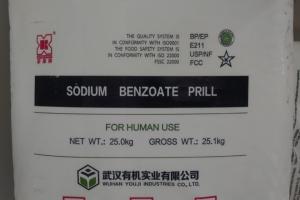 THE QUALITY SYSTEM IS
IN CONFORMITY WITH ISO9001
THE FOOD SAFETY SYSTEM IS
IN CONFORMITY WITH ISO 22000
FSSC 22000
BP/EP
E211
USP/NF
FCC
SODIUM BENZOATE PRILL
FOR HUMAN USE
NET WT.: 25.0kg GROSS WT.: 25.1kg
武汉有机实业有限公司
WUHAN YOUJI INDUSTRIES CO., LTD.